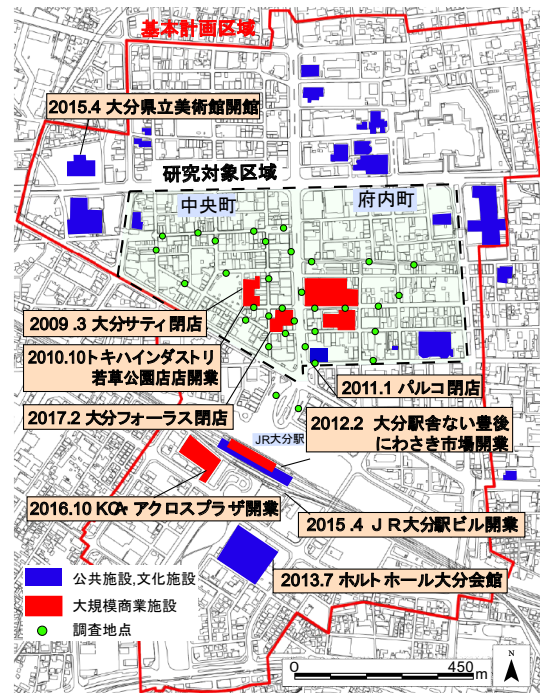 基本計画区域
2015.4 大分県立美術館開館
研究対象区域
中央町
府内町
2009 .3 大分サティ閉店
2010.10トキハインダストリ
若草公園店店開業
2011.1 パルコ閉店
2017.2 大分フォーラス閉店
2012.2 大分駅舎ない豊後
にわさき市場開業
JR大分駅
2016.10 KCA アクロスプラザ開業
2015 .4 JR大分駅ビル開業
2013.7 ホルトホール大分会館
公共施設,文化施設
大規模商業施設
調査地点
N
0 450 m